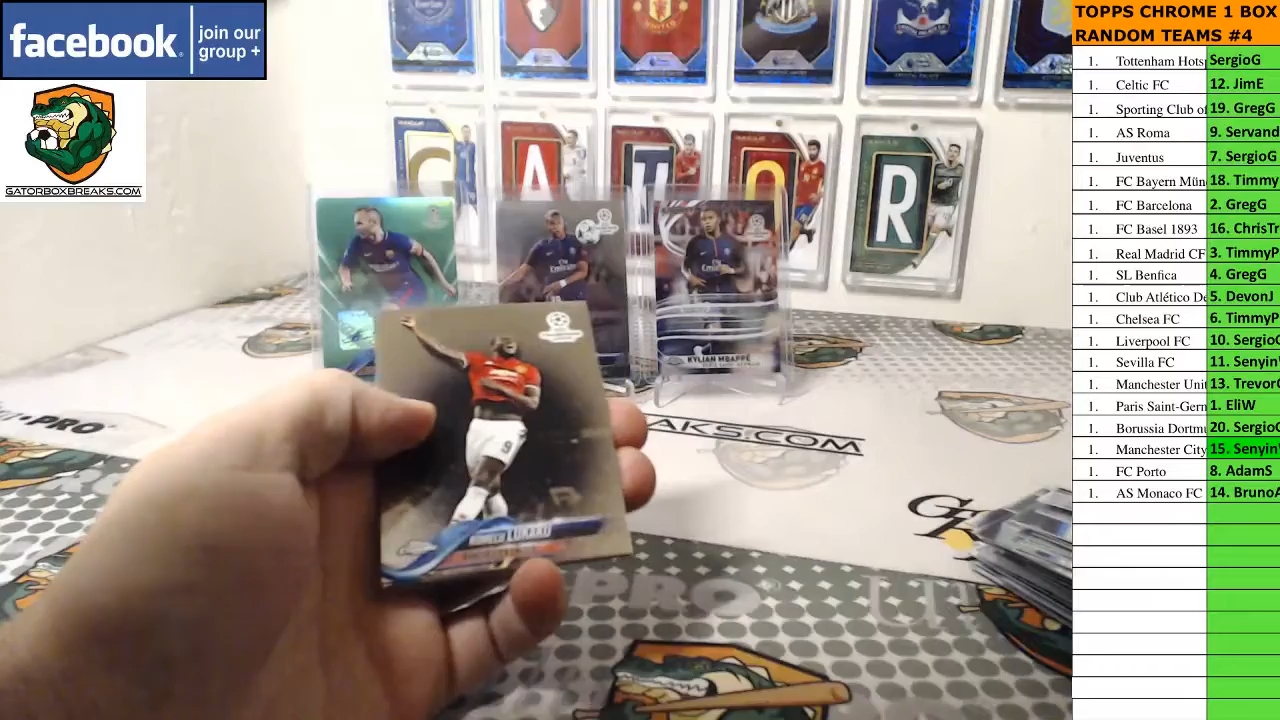 facebook
join our
group +
GATORBOXBREAKS.COM
TOPPS CHROME 1 BOX
RANDOM TEAMS #4
1. Tottenham Hots SergioG
1. Celtic FC 12. JimE
1. Sporting Club of 19. GregG
1. AS Roma 9. Servand
1. Juventus 7. SergioG
1. FC Bayern Mün 18. Timmy
1. FC Barcelona 2. GregG
1. FC Basel 1893 16. ChrisTr
1. Real Madrid CF 3. TimmyP
1. SL Benfica 4. GregG
1. Club Atlético De 5. DevonJ
1. Chelsea FC 6. TimmyP
1. Liverpool FC 10. SergioG
1. Sevilla FC 11. Senyin
1. Manchester Unit 13. TrevorC
1. Paris Saint-Germ 1. EliW
1. Borussia Dortmu 20. SergioG
1. Manchester City 15. Senyin
1. FC Porto 8. AdamS
1. AS Monaco FC 14. BrunoA
G A T O R
KYLIAN MBAPPÉ
AKS.COM
PRO
PRO